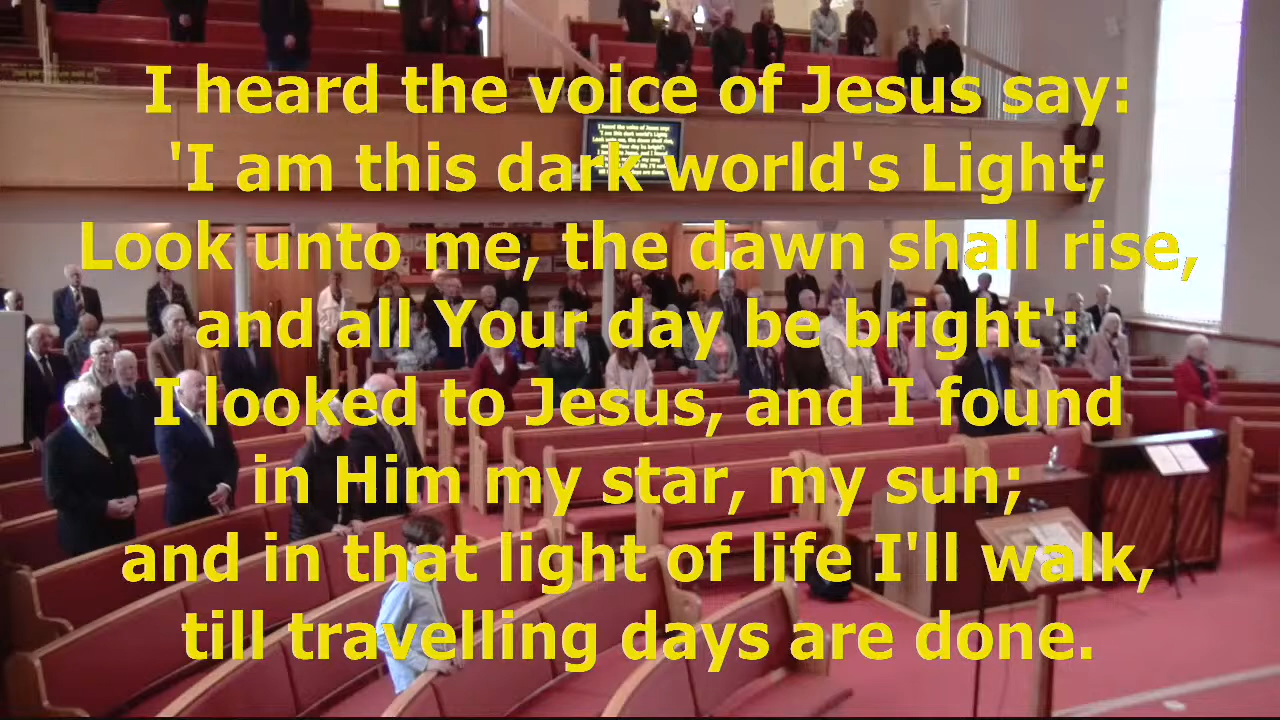 I heard the voice of Jesus say:
'I am this dark world's Light;
Look unto me, the dawn shall rise,
and all Your day be bright':
I looked to Jesus, and I found
in Him my star, my sun;
and in that light of life I'll walk,
till travelling days are done.